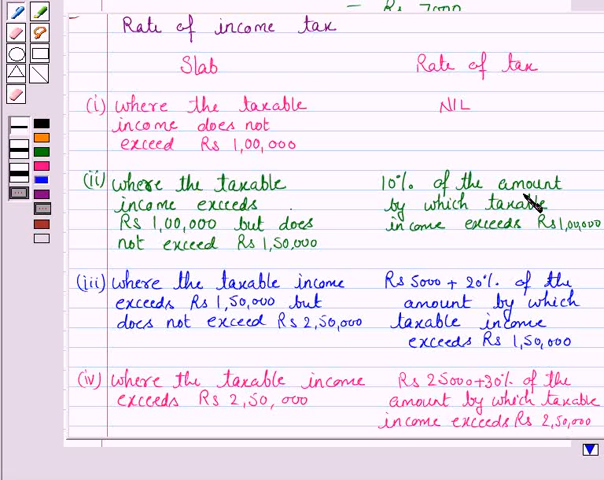 = Rs 7000
Rate of income tax
Slab Rate of tax
(i) where the taxable NIL
income does not
exceed Rs 1,00,000
(ii) where the taxable 10% of the amount
income exceeds by which taxable
Rs 1,00,000 but does income exceeds Rs 1,00,000
not exceed Rs 1,50,000
(iii) where the taxable income Rs 5000 + 20% of the
exceeds Rs 1,50,000 but amount by which
does not exceed Rs 2,50,000 taxable income
exceeds Rs 1,50,000
(iv) where the taxable income Rs 25000+30% of the
exceeds Rs 2,50,000 amount by which taxable
income exceeds Rs 2,50,000